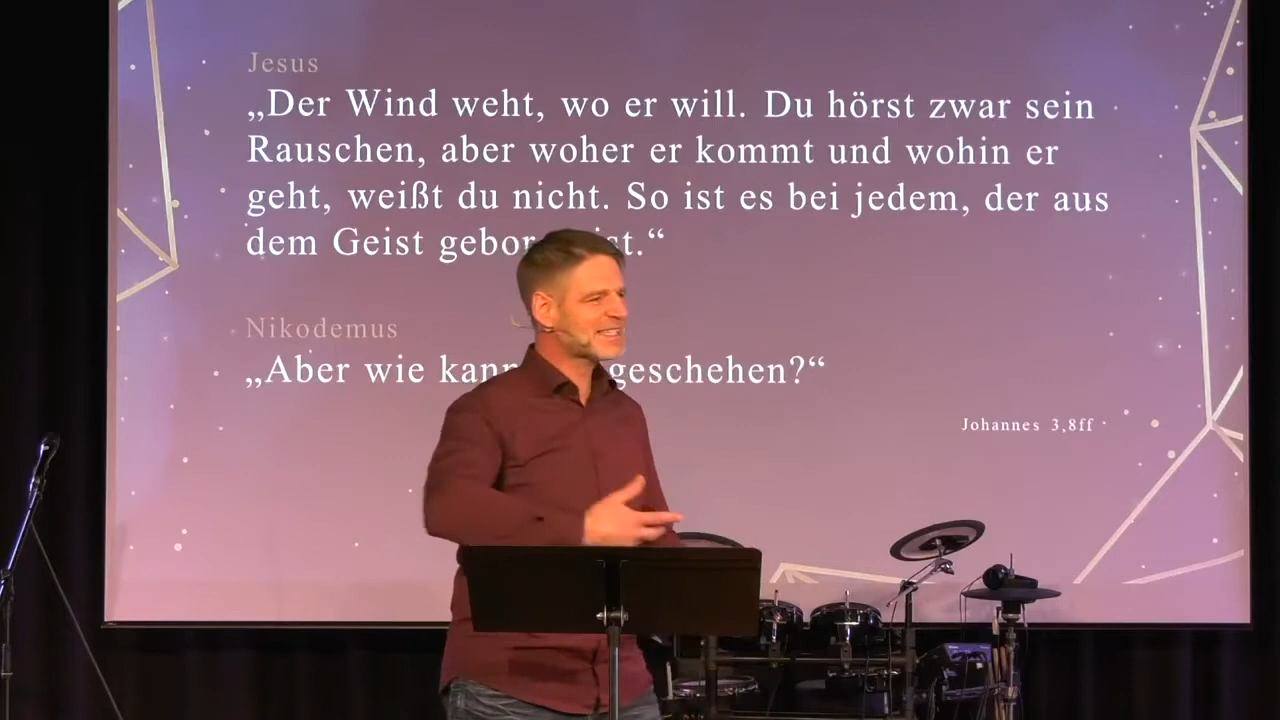 Jesus
„Der Wind weht, wo er will. Du hörst zwar sein
Rauschen, aber woher er kommt und wohin er
geht, weißt du nicht. So ist es bei jedem, der aus
dem Geist
Nikodemus
„Aber wie geschehen?“
Johannes 3,8ff